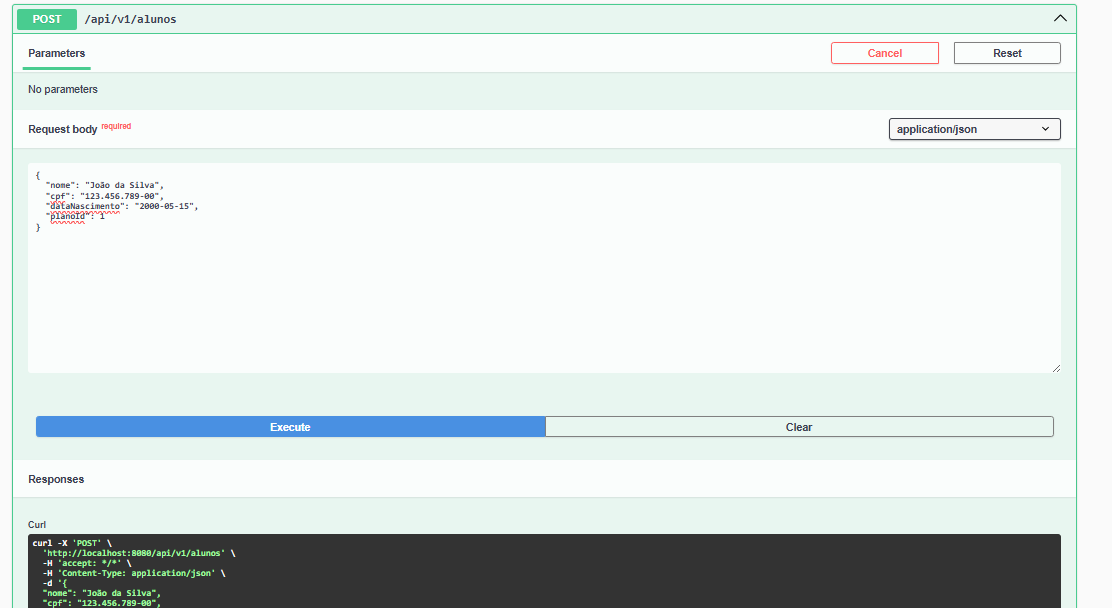 POST /api/v1/alunos
Parameters
Cancel
Reset
No parameters
Request body required
application/json
{
"nome": "João da Silva",
"cpf": "123.456.789-00",
"dataNascimento": "2000-05-15",
"planoId": 1
}
Execute
Clear
Responses
Curl
curl -X 'POST' \
'http://localhost:8080/api/v1/alunos' \
-H 'accept: */*' \
-H 'Content-Type: application/json' \
-d '{
"nome": "João da Silva",
"cpf": "123.456.789-00",